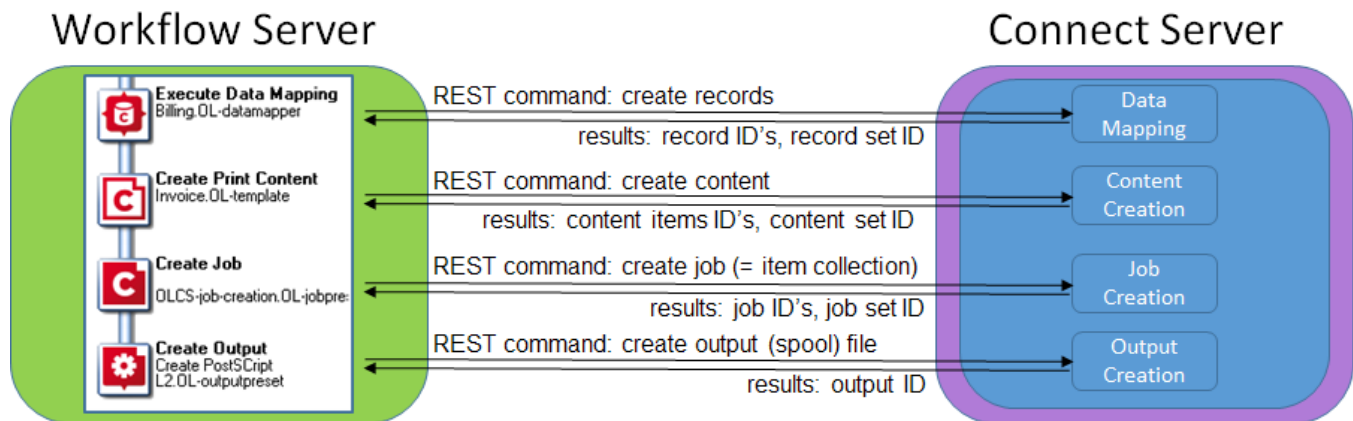 Workflow Server
Connect Server
Execute Data Mapping
Billing.OL-datamapper
REST command: create records
results: record ID's, record set ID
Data
Mapping
Create Print Content
Invoice.OL-template
REST command: create content
results: content items ID's, content set ID
Content
Creation
Create Job
OLCS-job-creation.OL-jobpre:
REST command: create job (= item collection)
results: job ID's, job set ID
Job
Creation
Create Output
Create PostSCript
L2.OL-outputpreset
REST command: create output (spool) file
results: output ID
Output
Creation